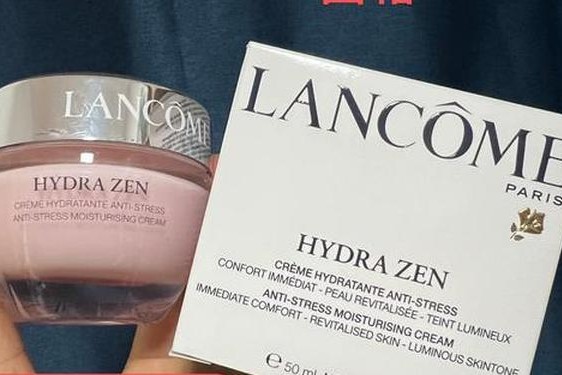 LANCÔME
HYDRA ZEN
CRÈME HYDRATANTE ANTI-STRESS
ANTI-STRESS MOISTURISING CREAM
LANCÔME
PARIS
HYDRA ZEN
CRÈME HYDRATANTE ANTI-STRESS
CONFORT IMMÉDIAT - PEAU REVITALISÉE - TEINT LUMINEUX
ANTI-STRESS MOISTURISING CREAM
IMMEDIATE COMFORT - REVITALISED SKIN - LUMINOUS SKINTONE
e 50 ml